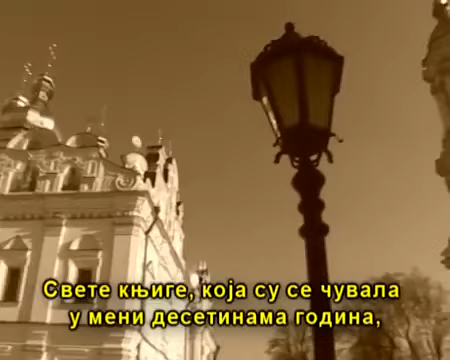 Свете књиге, која су се чувала
у мени десетинама година,